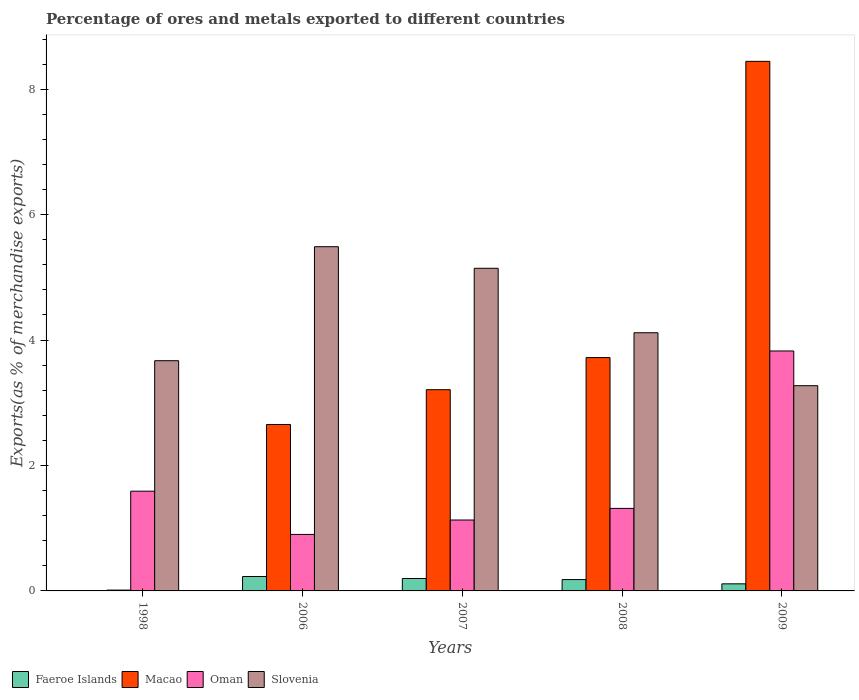 Percentage of ores and metals exported to different countries
Exports(as % of merchandise exports)
8
6
4
2
0
1998
2006
2007
2008
2009
Years
Faeroe Islands
Macao
Oman
Slovenia